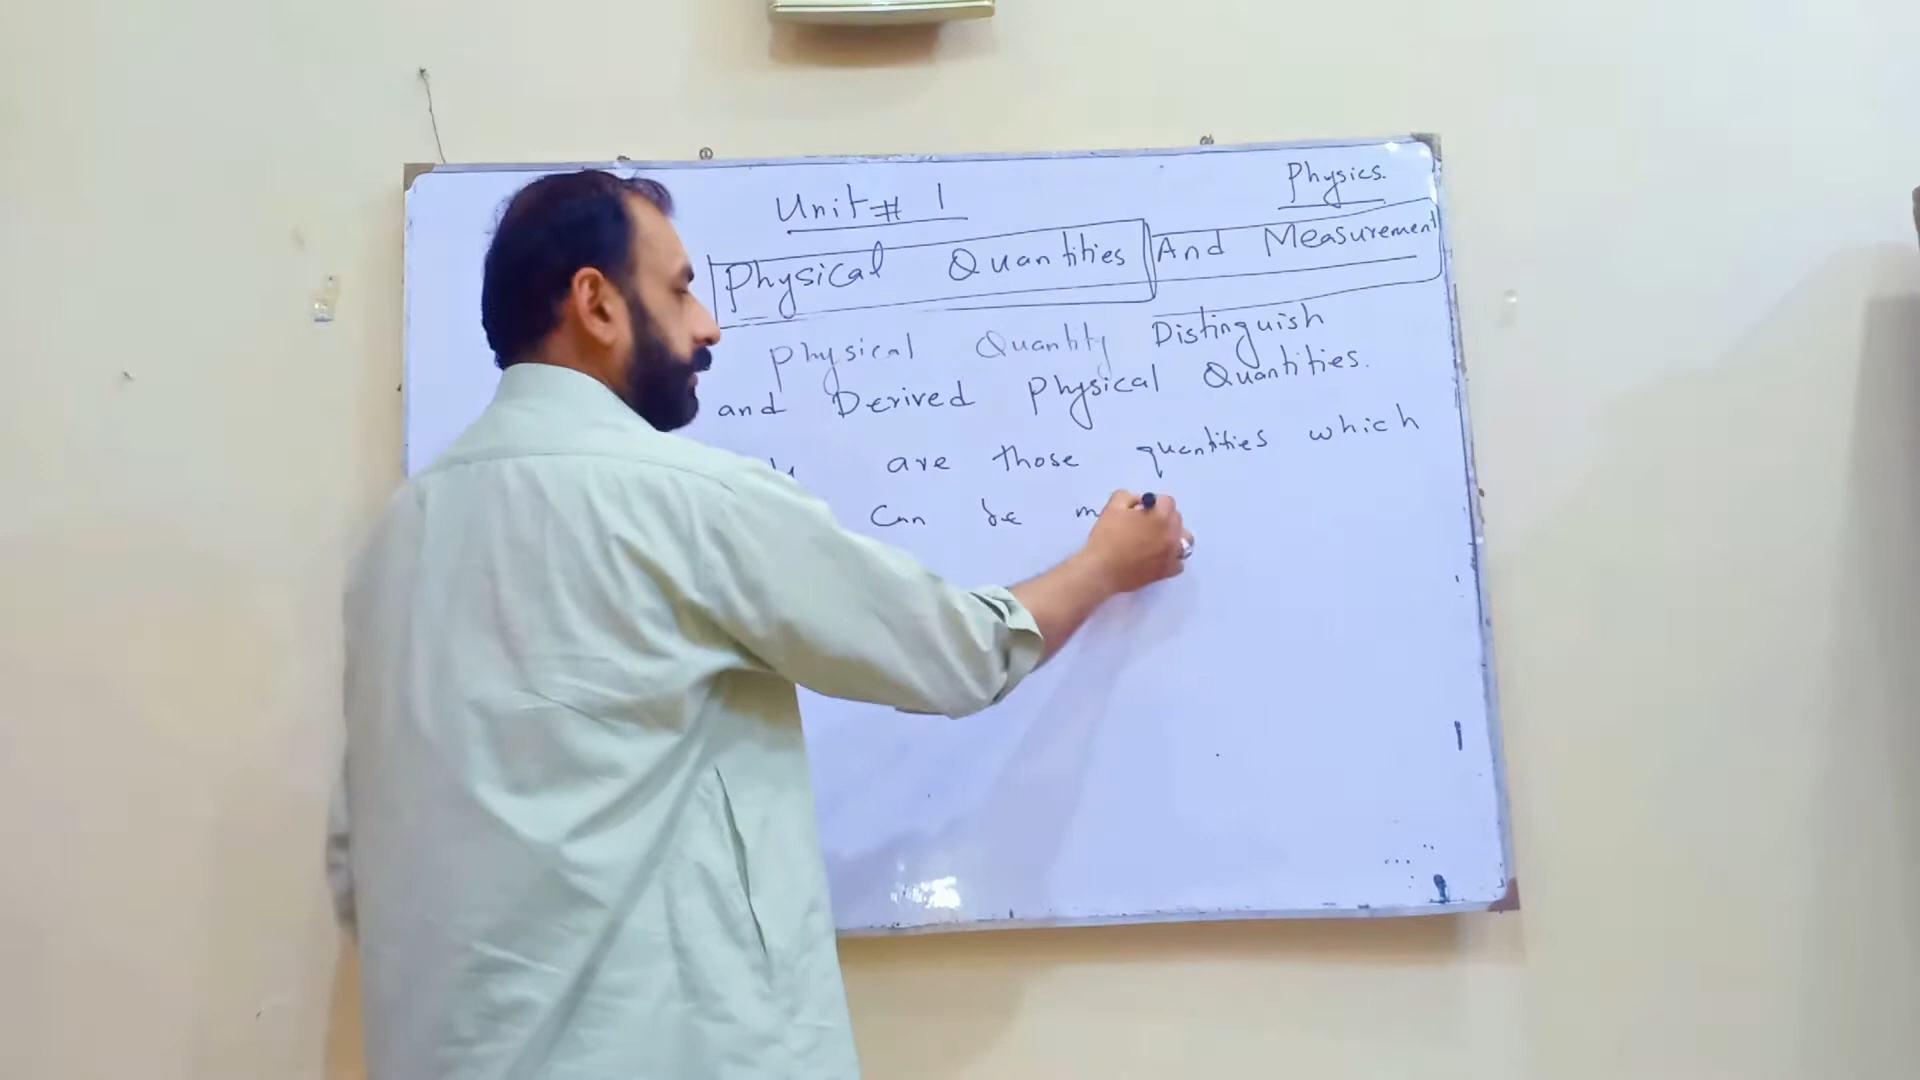 Physics.
Unit # 1
Physical Quantities And Measurement
Physical Quantity Distinguish
and Derived Physical Quantities.
are those quantities which
Can be